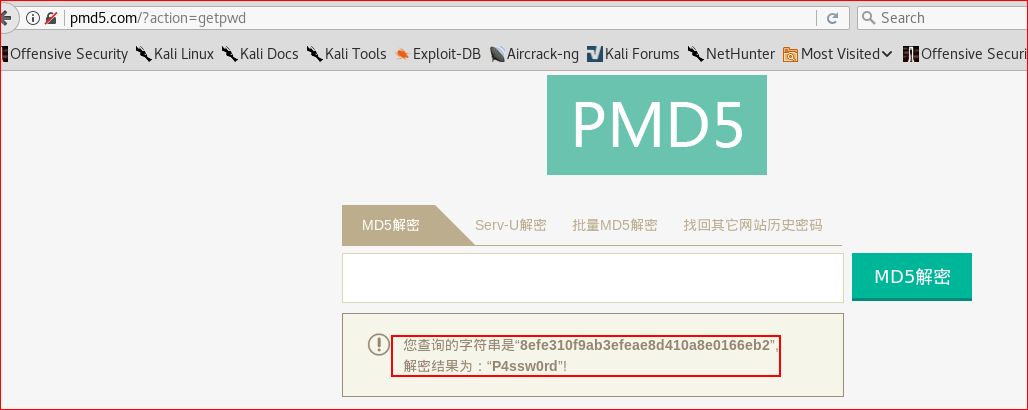 pmd5.com/?action=getpwd Search
Offensive Security Kali Linux Kali Docs Kali Tools Exploit-DB Aircrack-ng Kali Forums NetHunter Most Visited Offensive Securi
PMD5
MD5解密 Serv-U解密 批量MD5解密 找回其它网站历史密码
MD5解密
您查询的字符串是“8efe310f9ab3efeae8d410a8e0166eb2”,
解密结果为：“P4ssw0rd”!